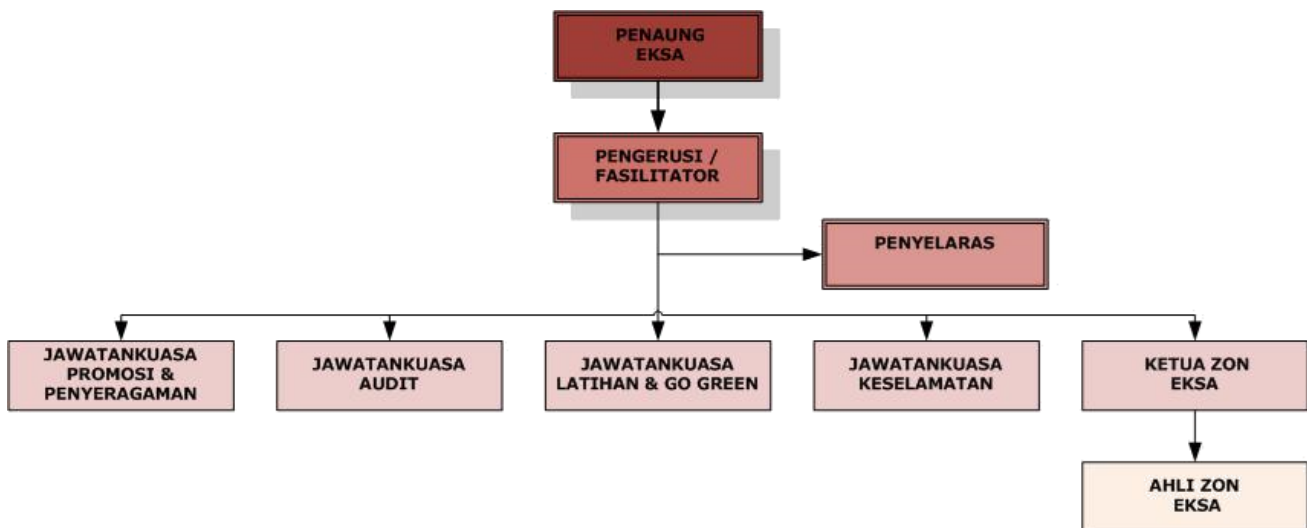 PENAUNG
EKSA
PENGERUSI /
FASILITATOR
PENYELARAS
JAWATANKUASA
PROMOSI &
PENYERAGAMAN
JAWATANKUASA
AUDIT
JAWATANKUASA
LATIHAN & GO GREEN
JAWATANKUASA
KESELAMATAN
KETUA ZON
EKSA
AHLI ZON
EKSA